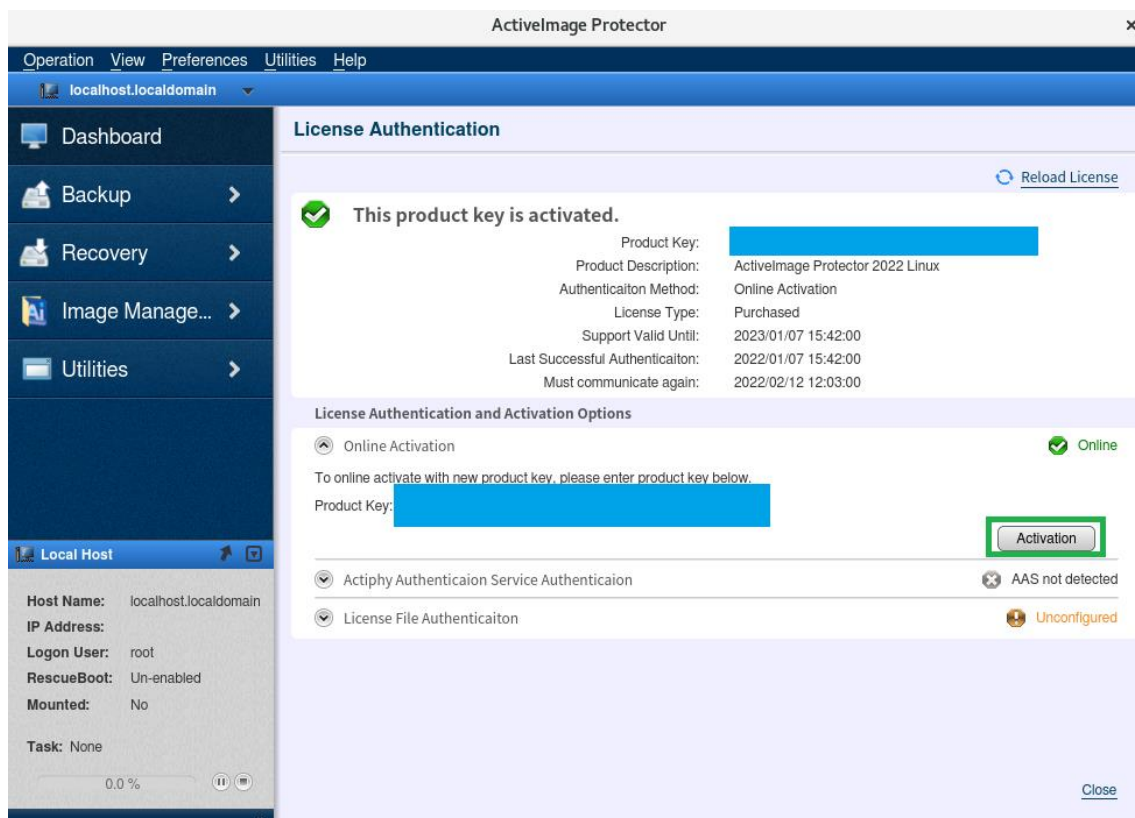 ActiveImage Protector
Operation View Preferences Utilities Help
localhost.localdomain
Dashboard
Backup
Recovery
Image Manage...
Utilities
Local Host
Host Name: localhost.localdomain
IP Address:
Logon User: root
RescueBoot: Un-enabled
Mounted: No
Task: None
0.0 %
License Authentication
Reload License
This product key is activated.
Product Key:
Product Description: ActiveImage Protector 2022 Linux
Authenticaiton Method: Online Activation
License Type: Purchased
Support Valid Until: 2023/01/07 15:42:00
Last Successful Authenticaiton: 2022/01/07 15:42:00
Must communicate again: 2022/02/12 12:03:00
License Authentication and Activation Options
Online Activation Online
To online activate with new product key, please enter product key below.
Product Key:
Activation
Actiphy Authenticaion Service Authenticaion AAS not detected
License File Authenticaiton Unconfigured
Close